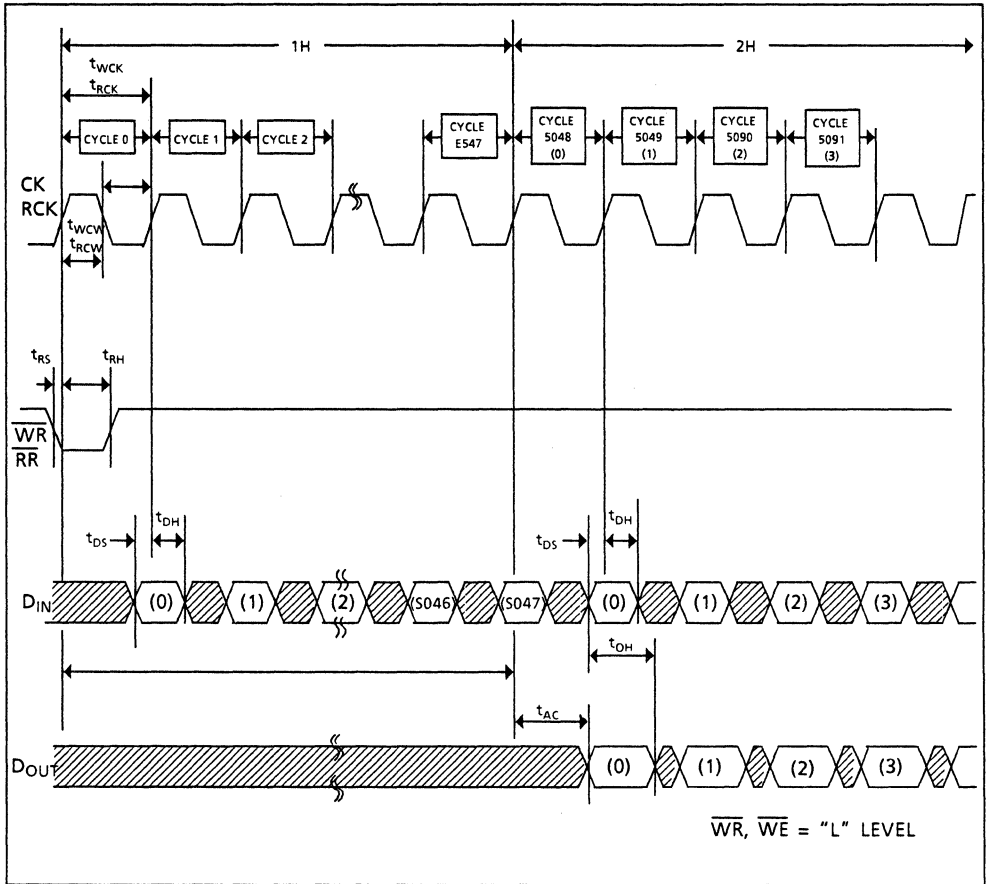 1H
2H
tWCK
tRCK
CYCLE 0
CYCLE 1
CYCLE 2
CYCLE
E547
CYCLE
5048
(0)
CYCLE
5049
(1)
CYCLE
5090
(2)
CYCLE
5091
(3)
CK
RCK
tWCW
tRCW
tRS
tRH
WR
RR
tDS
tDH
tDS
tDH
DIN
(0)
(1)
(2)
(S046)
(S047)
(0)
(1)
(2)
(3)
tOH
tAC
DOUT
(0)
(1)
(2)
(3)
WR, WE = "L" LEVEL